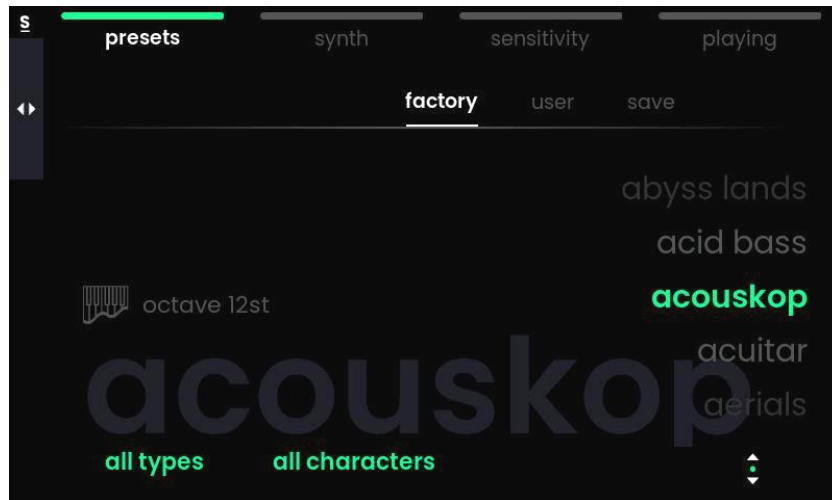 S
presets synth sensitivity playing
factory user save
abyss lands
acid bass
acouskop
octave 12st
acuitar
acouskop
aerials
all types all characters